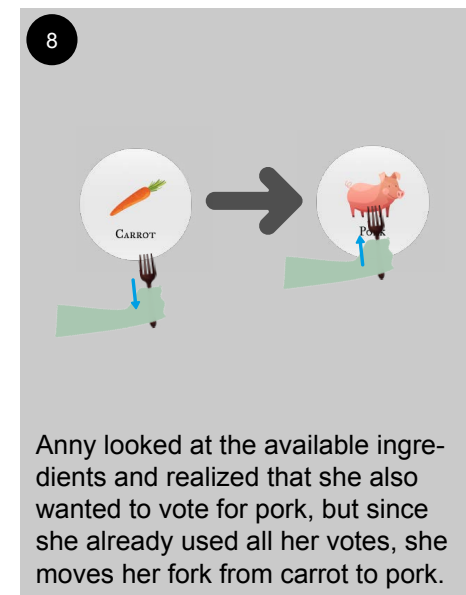 8
CARROT
Pork
Anny looked at the available ingre-
dients and realized that she also
wanted to vote for pork, but since
she already used all her votes, she
moves her fork from carrot to pork.